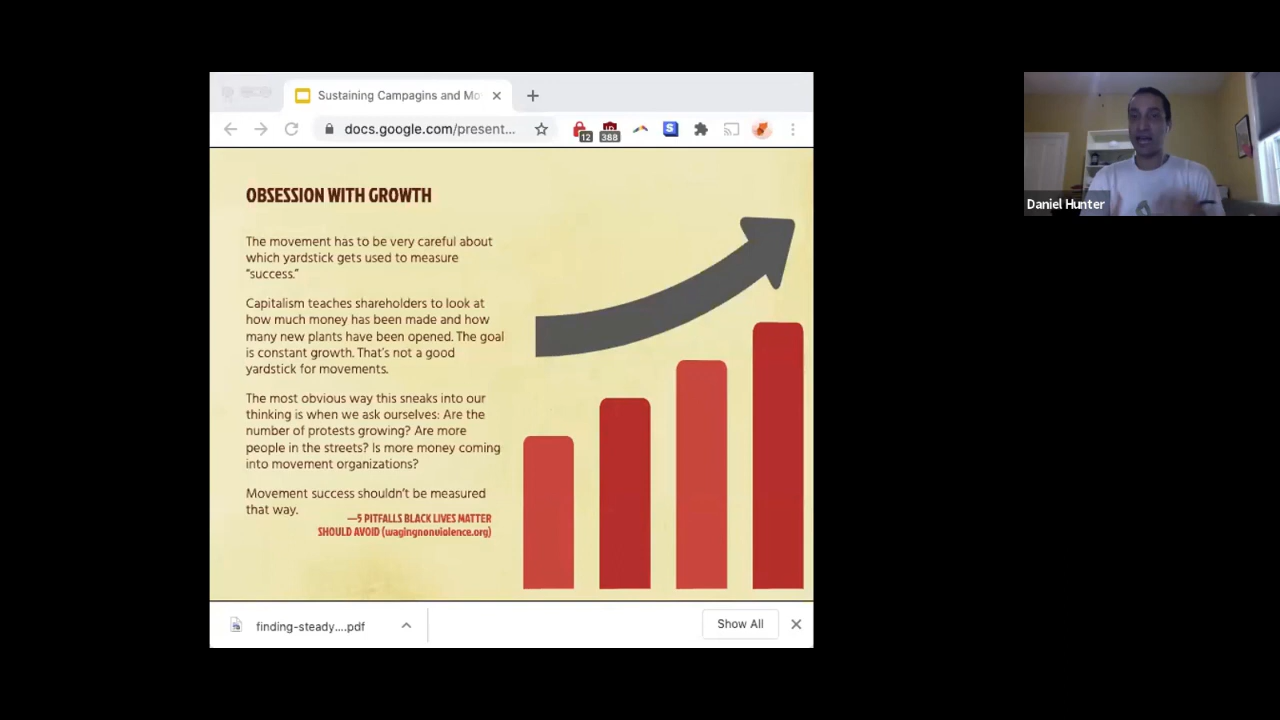 Sustaining Campagins and Mo
docs.google.com/present...
12
388
S
OBSESSION WITH GROWTH
The movement has to be very careful about
which yardstick gets used to measure
“success.”
Capitalism teaches shareholders to look at
how much money has been made and how
many new plants have been opened. The goal
is constant growth. That’s not a good
yardstick for movements.
The most obvious way this sneaks into our
thinking is when we ask ourselves: Are the
number of protests growing? Are more
people in the streets? Is more money coming
into movement organizations?
Movement success shouldn’t be measured
that way.
—5 PITFALLS BLACK LIVES MATTER
SHOULD AVOID (wagingnonviolence.org)
finding-steady....pdf
Show All
Daniel Hunter